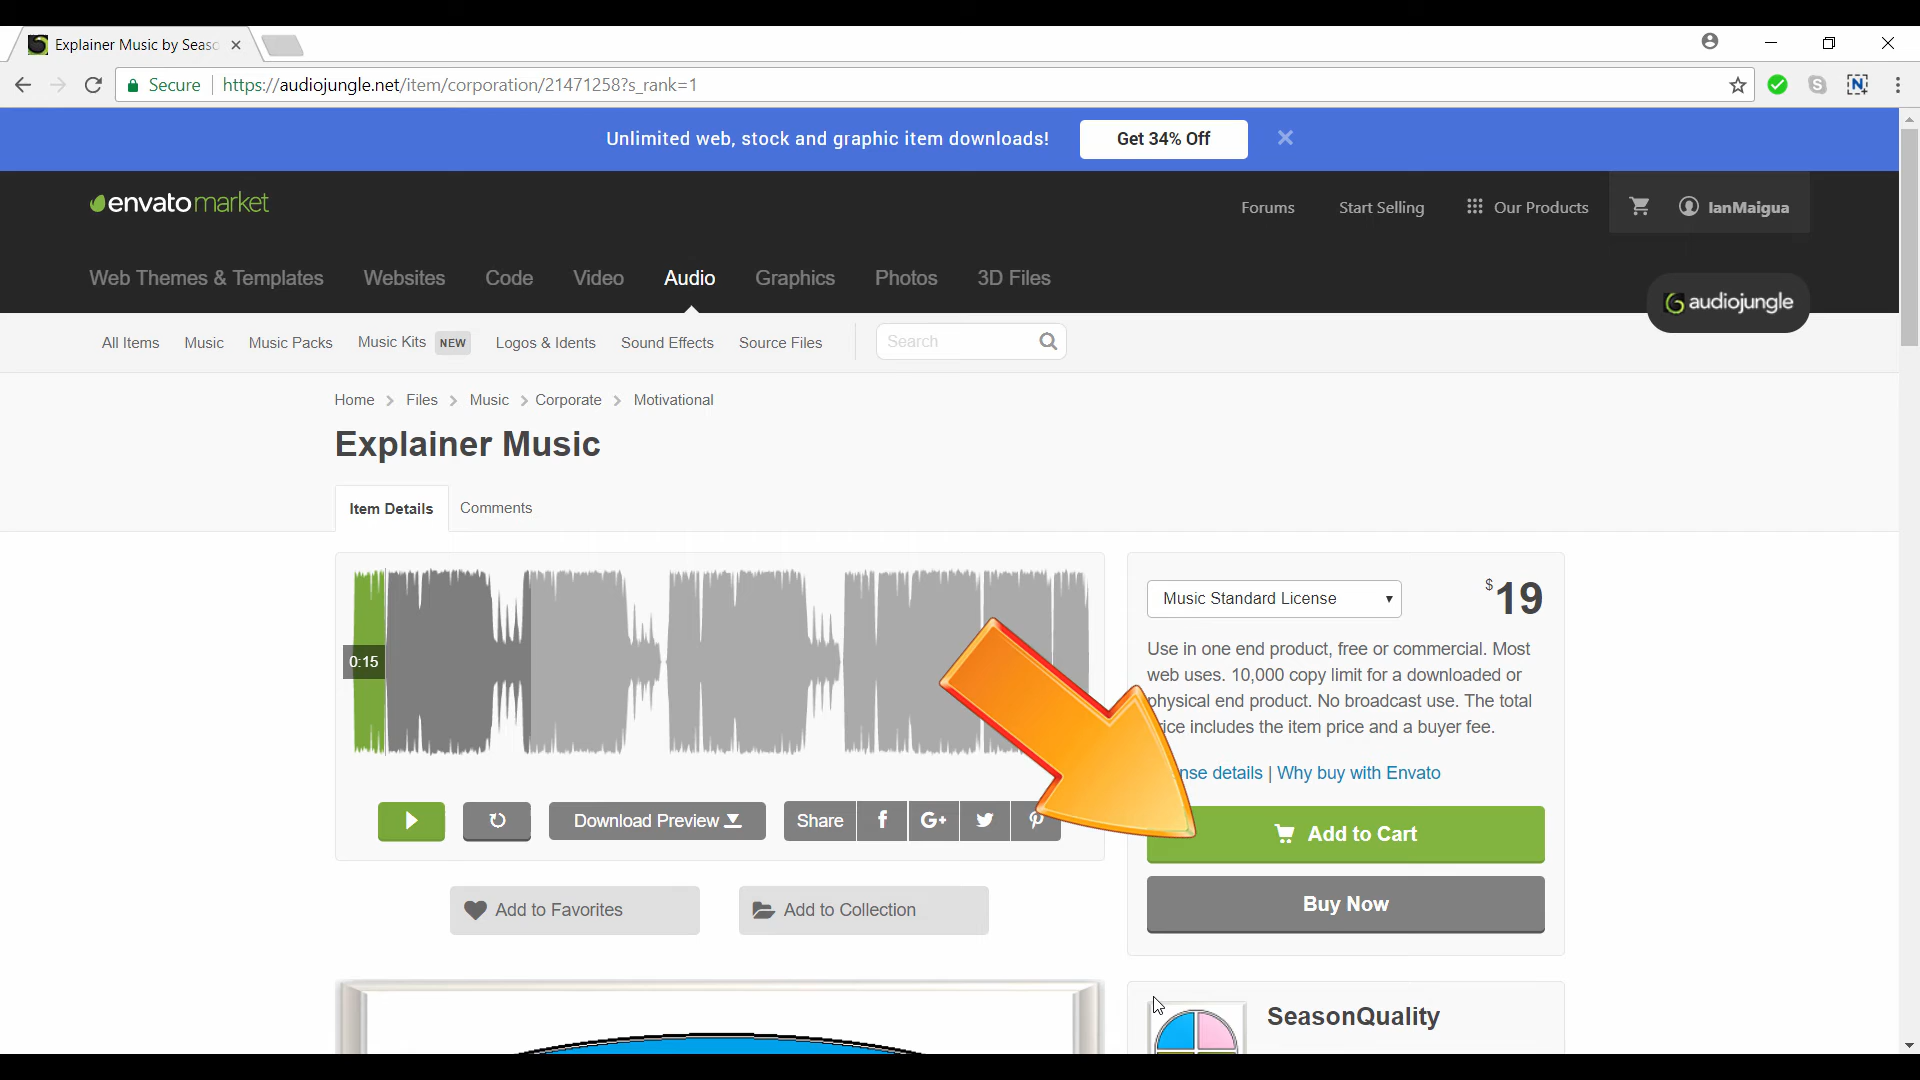 Explainer Music by Seaso
Secure
https://audiojungle.net/item/corporation/21471258?s_rank=1
Unlimited web, stock and graphic item downloads!
Get 34% Off
envatomarket
Forums
Start Selling
Our Products
IanMaigua
Web Themes & Templates
Websites
Code
Video
Audio
Graphics
Photos
3D Files
audiojungle
All Items
Music
Music Packs
Music Kits NEW
Logos & Idents
Sound Effects
Source Files
Search
Home > Files > Music > Corporate > Motivational
Explainer Music
Item Details
Comments
0:15
Download Preview
Share
G+
Add to Favorites
Add to Collection
Music Standard License
$19
Use in one end product, free or commercial. Most
web uses. 10,000 copy limit for a downloaded or
physical end product. No broadcast use. The total
ice includes the item price and a buyer fee.
nse details | Why buy with Envato
Add to Cart
Buy Now
SeasonQuality